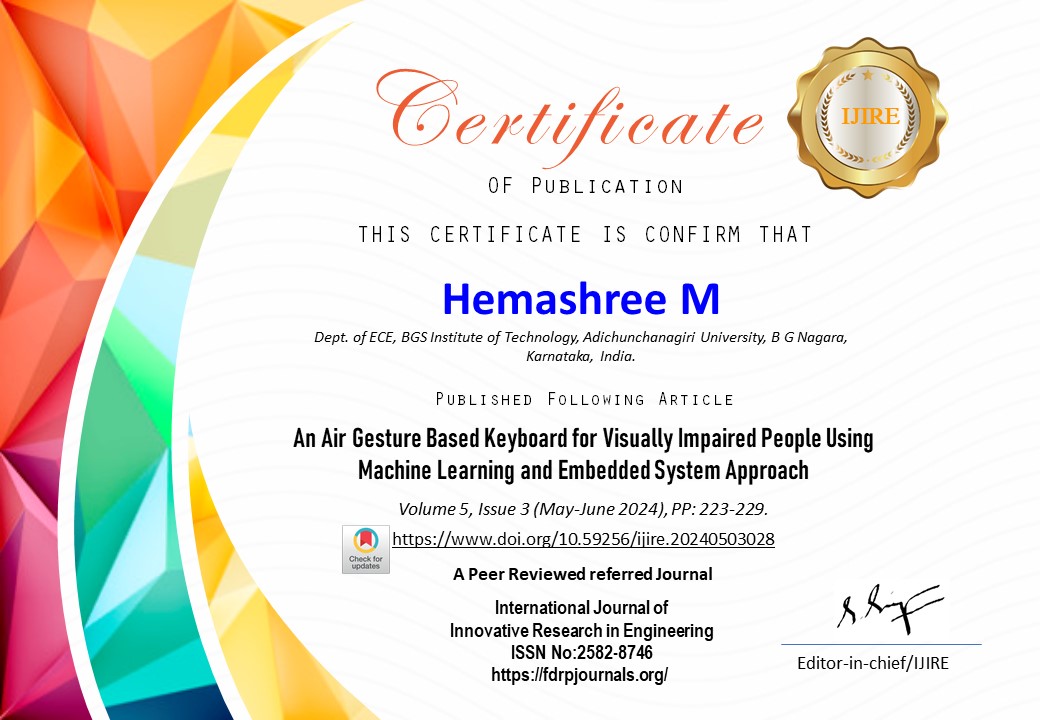 Certificate
IJIRE
OF PUBLICATION
THIS CERTIFICATE IS CONFIRM THAT
Hemashree M
Dept. of ECE, BGS Institute of Technology, Adichunchanagiri University, B G Nagara,
Karnataka, India.
PUBLISHED FOLLOWING ARTICLE
An Air Gesture Based Keyboard for Visually Impaired People Using
Machine Learning and Embedded System Approach
Volume 5, Issue 3 (May-June 2024), PP: 223-229.
Check for
updates
https://www.doi.org/10.59256/ijire.20240503028
A Peer Reviewed referred Journal
International Journal of
Innovative Research in Engineering
ISSN No:2582-8746
https://fdrpjournals.org/
Editor-in-chief/IJIRE